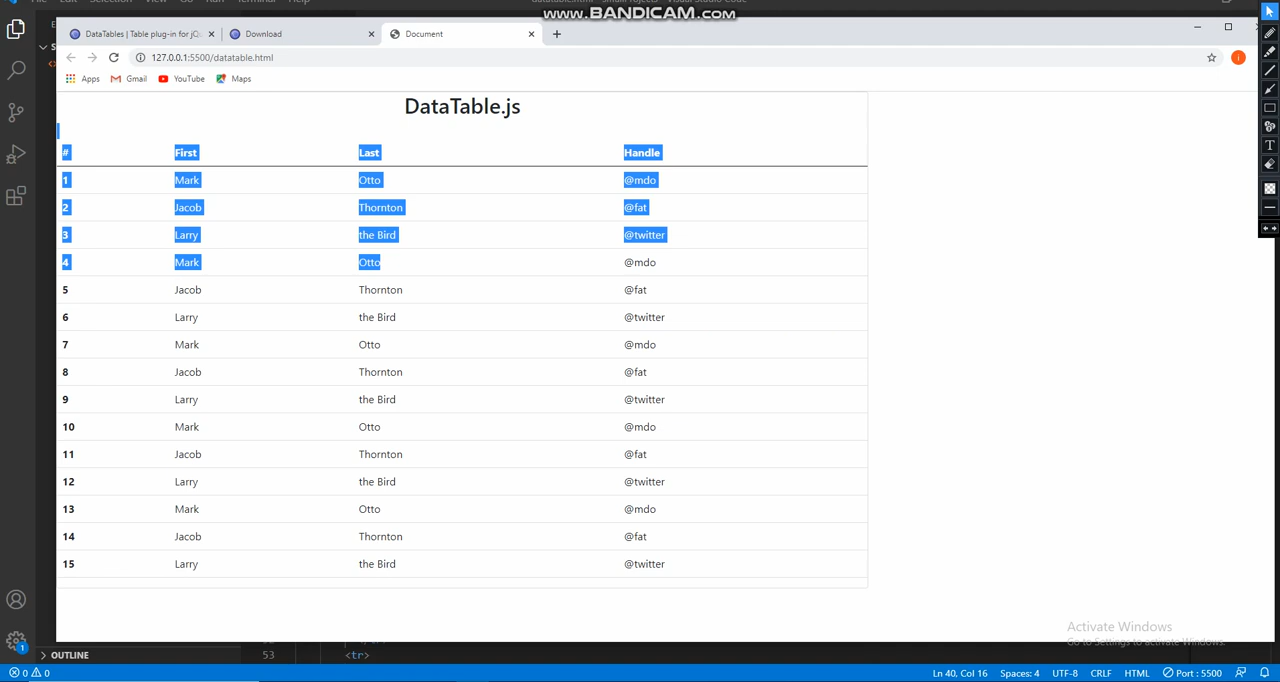 www.BANDICAM.com
DataTables | Table plug-in for jQ
Download
Document
127.0.0.1:5500/datatable.html
Apps
Gmail
YouTube
Maps
DataTable.js
# First Last Handle
1 Mark Otto @mdo
2 Jacob Thornton @fat
3 Larry the Bird @twitter
4 Mark Otto @mdo
5 Jacob Thornton @fat
6 Larry the Bird @twitter
7 Mark Otto @mdo
8 Jacob Thornton @fat
9 Larry the Bird @twitter
10 Mark Otto @mdo
11 Jacob Thornton @fat
12 Larry the Bird @twitter
13 Mark Otto @mdo
14 Jacob Thornton @fat
15 Larry the Bird @twitter
Activate Windows
Go to Settings to activate Windows.
OUTLINE
53 <tr>
0 0 Ln 40, Col 16 Spaces: 4 UTF-8 CRLF HTML Port : 5500